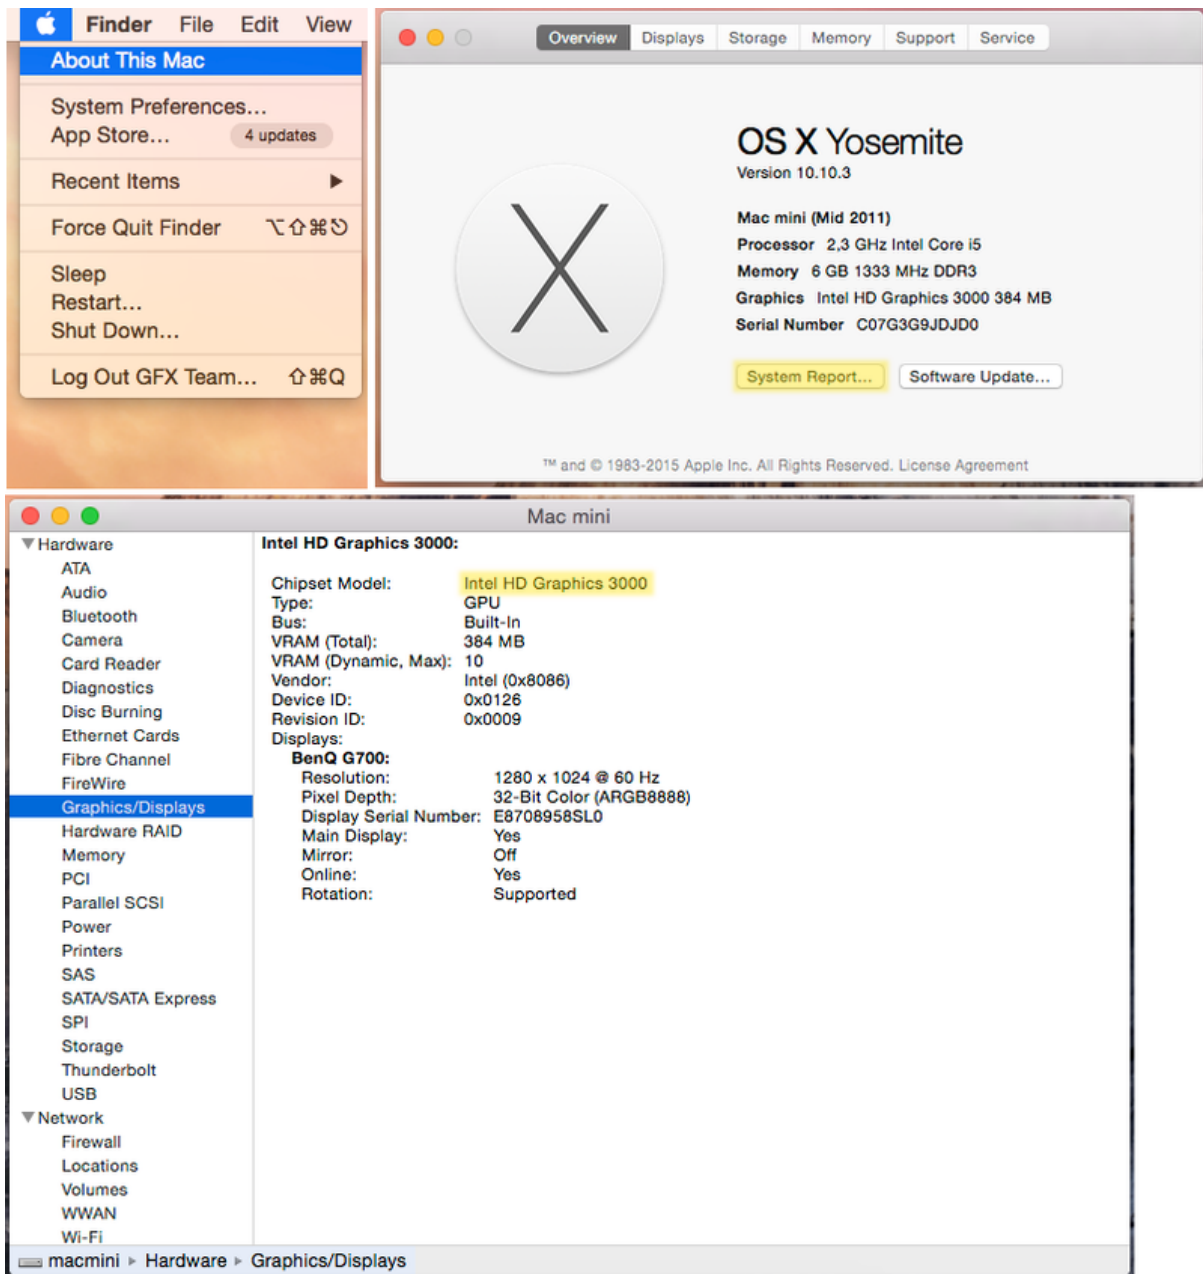 Finder File Edit View
About This Mac
System Preferences...
App Store... 4 updates
Recent Items ▶
Force Quit Finder ⌥⇧⌘⎋
Sleep
Restart...
Shut Down...
Log Out GFX Team... ⇧⌘Q
Overview Displays Storage Memory Support Service
OS X Yosemite
Version 10.10.3
Mac mini (Mid 2011)
Processor 2,3 GHz Intel Core i5
Memory 6 GB 1333 MHz DDR3
Graphics Intel HD Graphics 3000 384 MB
Serial Number C07G3G9JDJD0
System Report... Software Update...
™ and © 1983-2015 Apple Inc. All Rights Reserved. License Agreement
Mac mini
▼Hardware
ATA
Audio
Bluetooth
Camera
Card Reader
Diagnostics
Disc Burning
Ethernet Cards
Fibre Channel
FireWire
Graphics/Displays
Hardware RAID
Memory
PCI
Parallel SCSI
Power
Printers
SAS
SATA/SATA Express
SPI
Storage
Thunderbolt
USB
▼Network
Firewall
Locations
Volumes
WWAN
Wi-Fi
Intel HD Graphics 3000:
Chipset Model: Intel HD Graphics 3000
Type: GPU
Bus: Built-In
VRAM (Total): 384 MB
VRAM (Dynamic, Max): 10
Vendor: Intel (0x8086)
Device ID: 0x0126
Revision ID: 0x0009
Displays:
BenQ G700:
Resolution: 1280 x 1024 @ 60 Hz
Pixel Depth: 32-Bit Color (ARGB8888)
Display Serial Number: E8708958SL0
Main Display: Yes
Mirror: Off
Online: Yes
Rotation: Supported
macmini ▸ Hardware ▸ Graphics/Displays